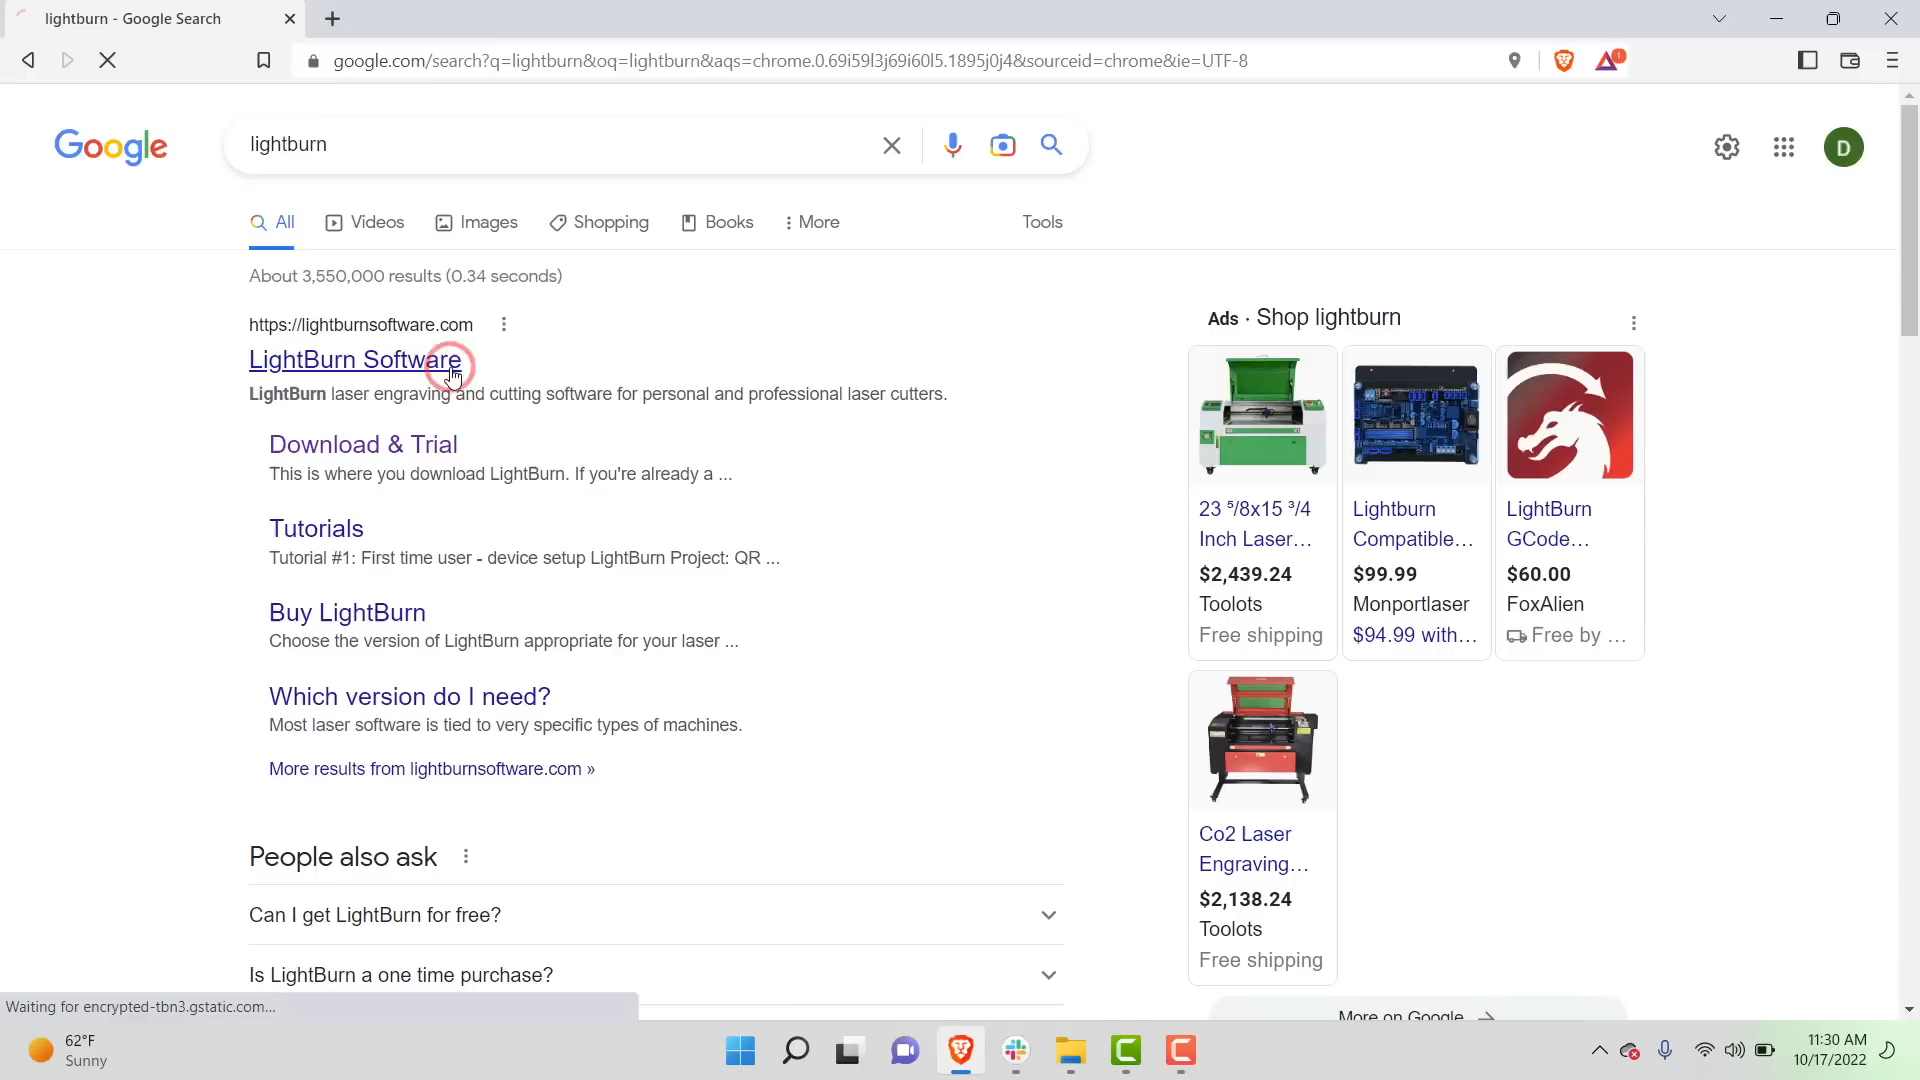 lightburn - Google Search
google.com/search?q=lightburn&oq=lightburn&aqs=chrome.0.69i59l3j69i60l5.1895j0j4&sourceid=chrome&ie=UTF-8
1
Google
lightburn
D
All
Videos
Images
Shopping
Books
More
Tools
About 3,550,000 results (0.34 seconds)
https://lightburnsoftware.com
LightBurn Software
LightBurn laser engraving and cutting software for personal and professional laser cutters.
Download & Trial
This is where you download LightBurn. If you're already a ...
Tutorials
Tutorial #1: First time user - device setup LightBurn Project: QR ...
Buy LightBurn
Choose the version of LightBurn appropriate for your laser ...
Which version do I need?
Most laser software is tied to very specific types of machines.
More results from lightburnsoftware.com »
People also ask
Can I get LightBurn for free?
Is LightBurn a one time purchase?
Ads · Shop lightburn
23 ⁵/8x15 ³/4
Inch Laser...
$2,439.24
Toolots
Free shipping
Lightburn
Compatible...
$99.99
Monportlaser
$94.99 with...
LightBurn
GCode...
$60.00
FoxAlien
Free by ...
Co2 Laser
Engraving...
$2,138.24
Toolots
Free shipping
More on Google
Waiting for encrypted-tbn3.gstatic.com...
62°F
Sunny
11:30 AM
10/17/2022